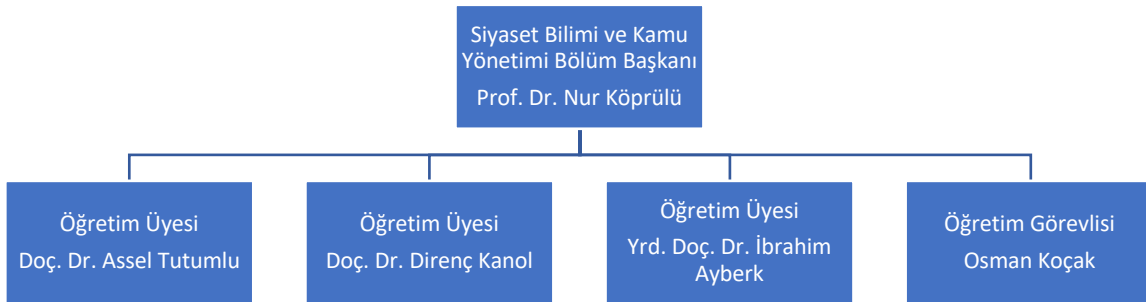 Siyaset Bilimi ve Kamu
Yönetimi Bölüm Başkanı
Prof. Dr. Nur Köprülü
Öğretim Üyesi
Doç. Dr. Assel Tutumlu
Öğretim Üyesi
Doç. Dr. Direnç Kanol
Öğretim Üyesi
Yrd. Doç. Dr. İbrahim
Ayberk
Öğretim Görevlisi
Osman Koçak